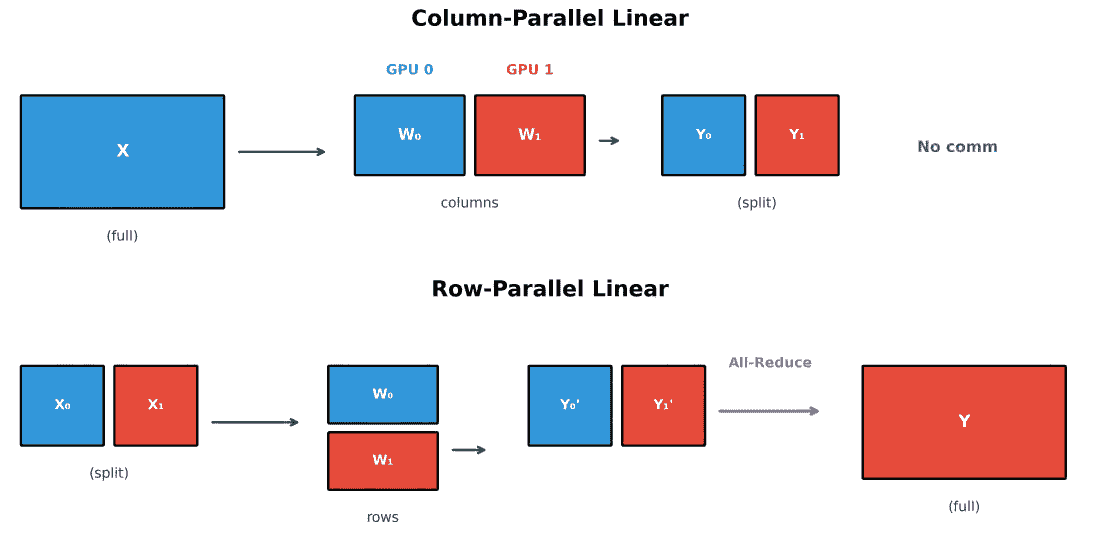 Column-Parallel Linear
GPU 0 GPU 1
X W₀ W₁ Y₀ Y₁ No comm
columns (split)
(full)
Row-Parallel Linear
All-Reduce
X₀ X₁ W₀ Y₀' Y₁' Y
W₁
(split)
rows (full)